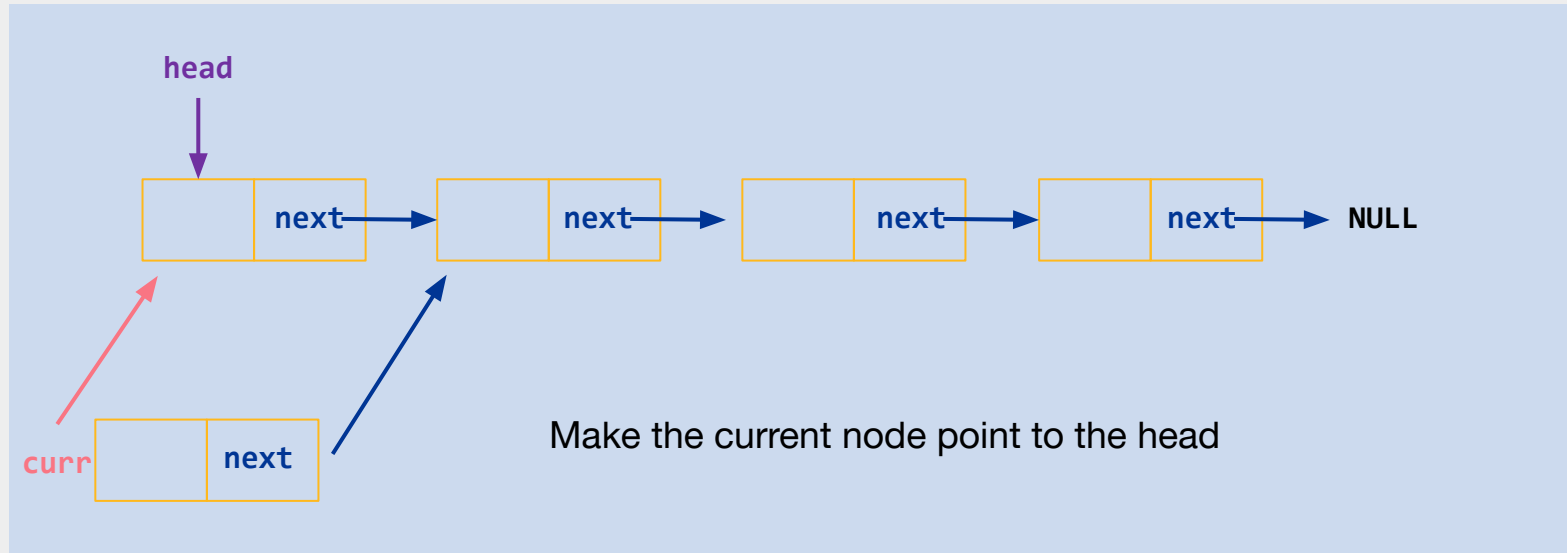 head
next next next next NULL
Make the current node point to the head
curr next